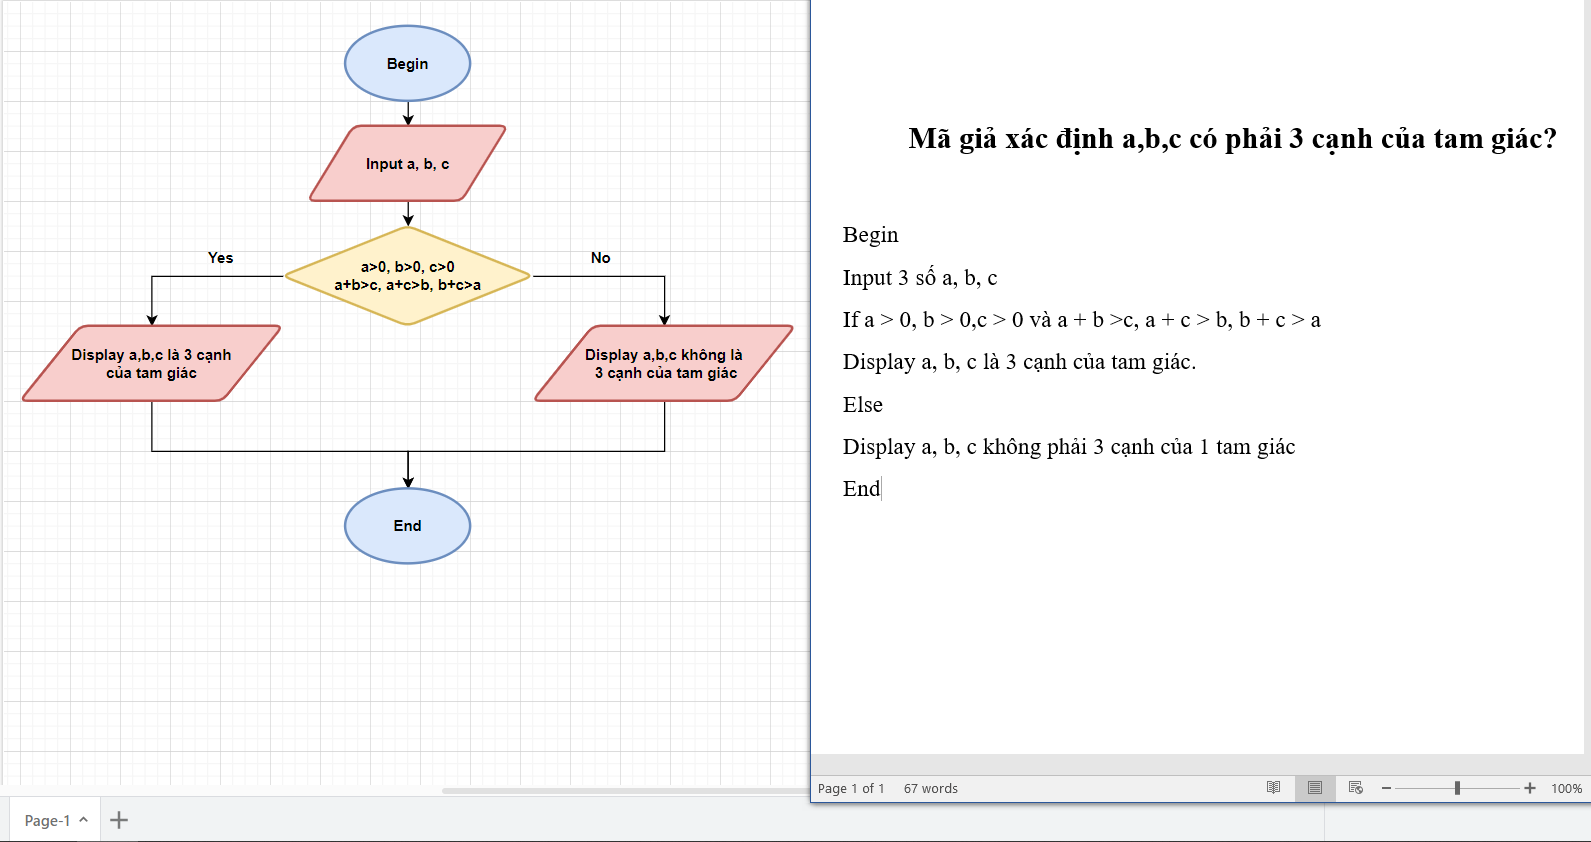 Begin
Input a, b, c
a>0, b>0, c>0
a+b>c, a+c>b, b+c>a
Yes
No
Display a,b,c là 3 cạnh
của tam giác
Display a,b,c không là
3 cạnh của tam giác
End
Page-1
Mã giả xác định a,b,c có phải 3 cạnh của tam giác?
Begin
Input 3 số a, b, c
If a > 0, b > 0,c > 0 và a + b >c, a + c > b, b + c > a
Display a, b, c là 3 cạnh của tam giác.
Else
Display a, b, c không phải 3 cạnh của 1 tam giác
End
Page 1 of 1 67 words
100%